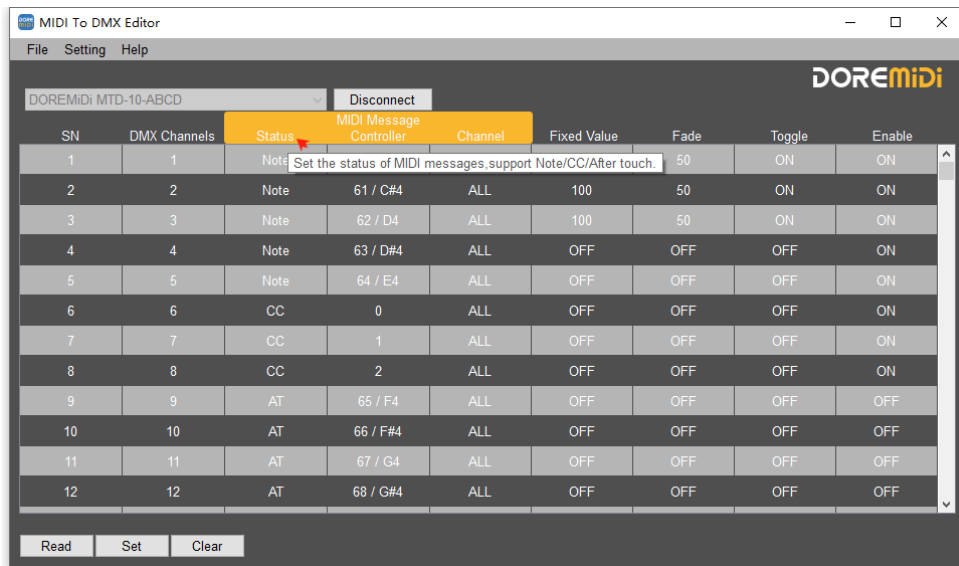 MIDI To DMX Editor
File Setting Help
DOREMiDi
DOREMiDi MTD-10-ABCD Disconnect
MIDI Message
SN DMX Channels Status Controller Channel Fixed Value Fade Toggle Enable
1 1 Note 50 ON ON
Set the status of MIDI messages,support Note/CC/After touch.
2 2 Note 61 / C#4 ALL 100 50 ON ON
3 3 Note 62 / D4 ALL 100 50 ON ON
4 4 Note 63 / D#4 ALL OFF OFF OFF ON
5 5 Note 64 / E4 ALL OFF OFF OFF ON
6 6 CC 0 ALL OFF OFF OFF ON
7 7 CC 1 ALL OFF OFF OFF ON
8 8 CC 2 ALL OFF OFF OFF ON
9 9 AT 65 / F4 ALL OFF OFF OFF OFF
10 10 AT 66 / F#4 ALL OFF OFF OFF OFF
11 11 AT 67 / G4 ALL OFF OFF OFF OFF
12 12 AT 68 / G#4 ALL OFF OFF OFF OFF
Read Set Clear